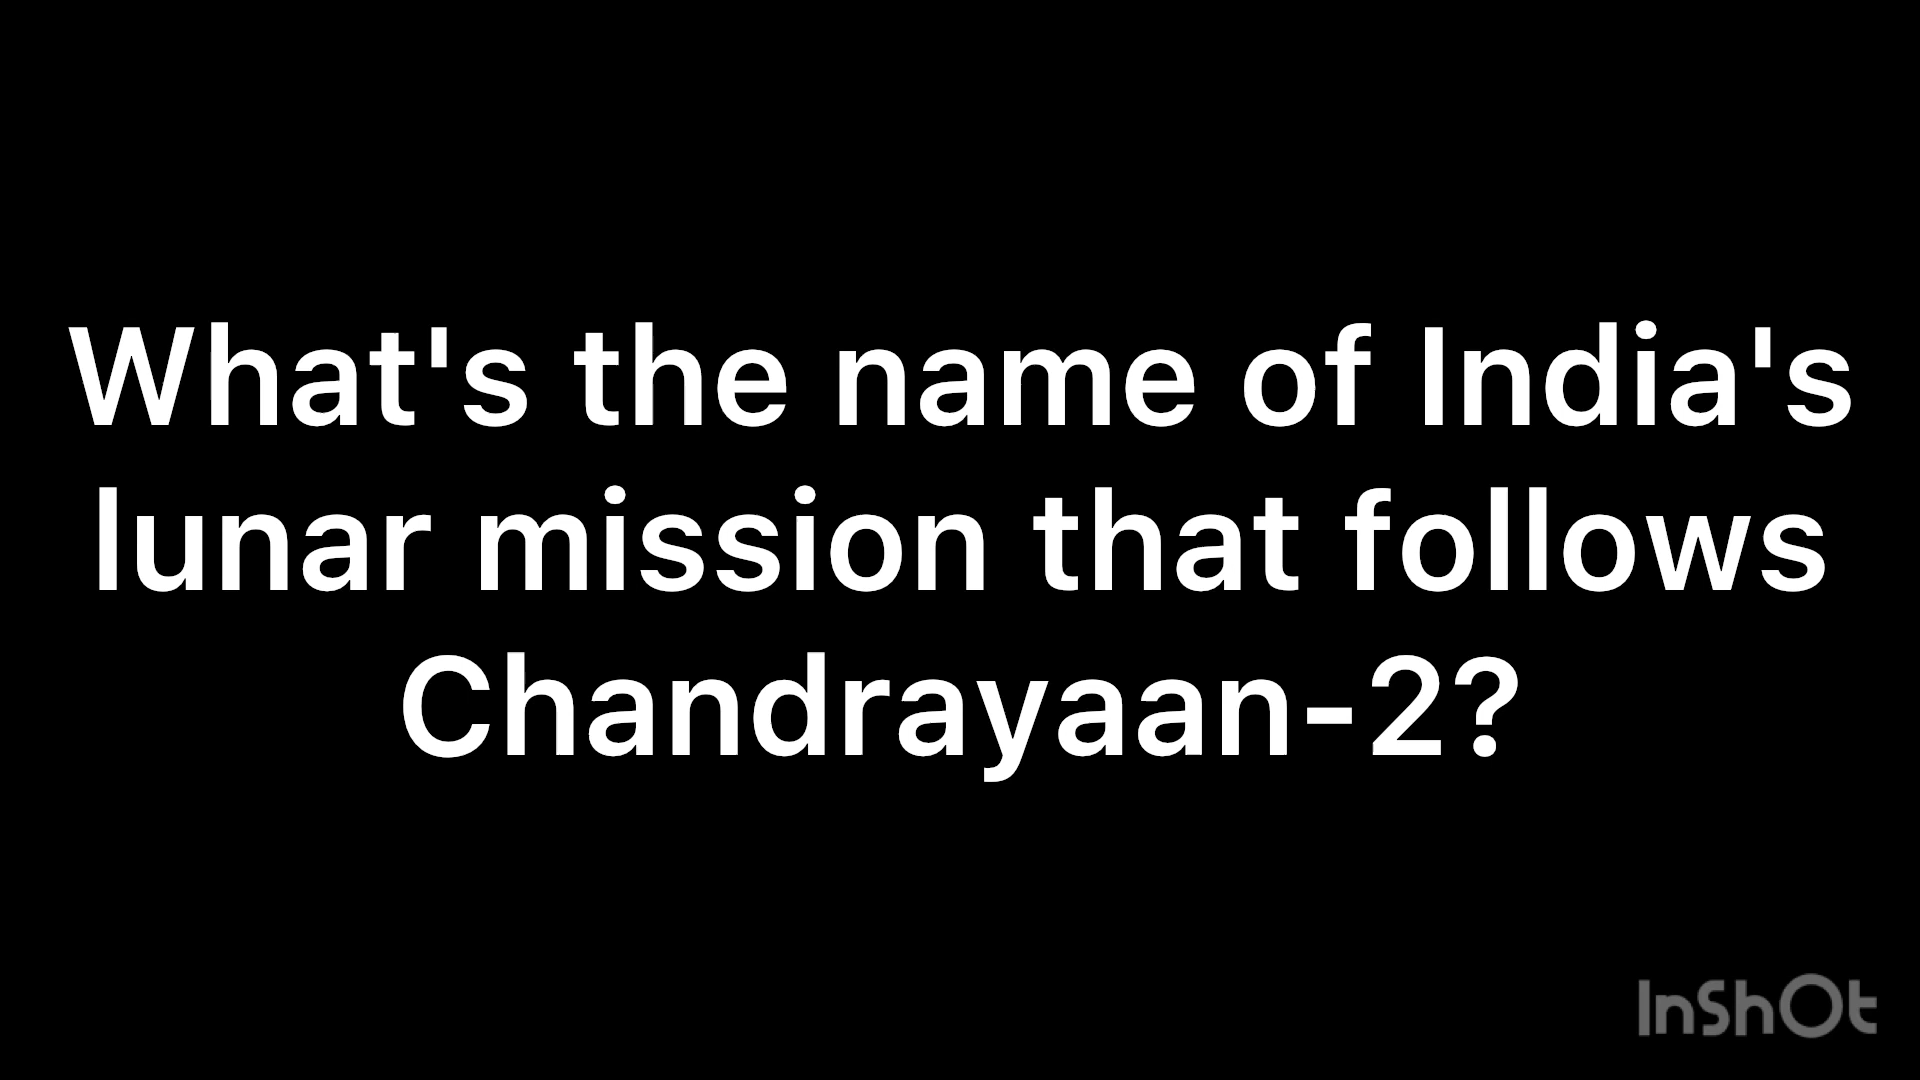 What's the name of India's
lunar mission that follows
Chandrayaan-2?
InShOt